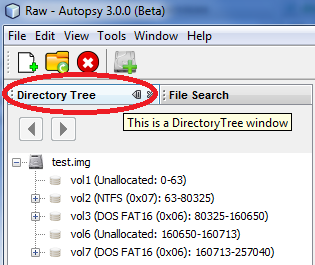 Raw - Autopsy 3.0.0 (Beta)
File Edit View Tools Window Help
Directory Tree
File Search
This is a DirectoryTree window
test.img
vol1 (Unallocated: 0-63)
vol2 (NTFS (0x07): 63-80325)
vol3 (DOS FAT16 (0x06): 80325-160650)
vol6 (Unallocated: 160650-160713)
vol7 (DOS FAT16 (0x06): 160713-257040)